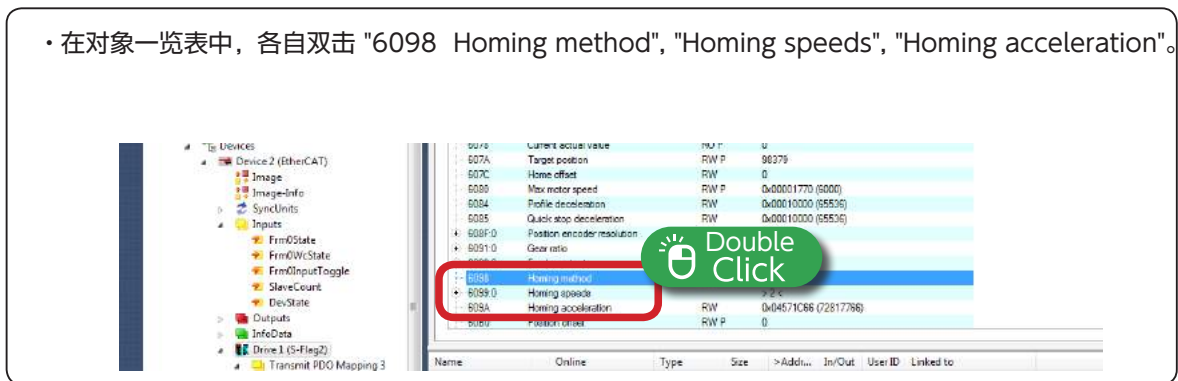 ・在对象一览表中，各自双击 "6098 Homing method", "Homing speeds", "Homing acceleration"。
Devices
Device 2 (EtherCAT)
Image
Image-Info
SyncUnits
Inputs
Frm0State
Frm0WcState
Frm0InputToggle
SlaveCount
DevState
Outputs
InfoData
Drive 1 (S-Flag2)
Transmit PDO Mapping 3
6078 Current actual value RO P 0
607A Target position RW P 98379
607C Home offset RW 0
6080 Max motor speed RW P 0x00001770 (6000)
6084 Profile deceleration RW 0x00010000 (65536)
6085 Quick stop deceleration RW 0x00010000 (65536)
608F:0 Position encoder resolution
6091:0 Gear ratio
6098 Homing method
6099:0 Homing speeds > 2 <
609A Homing acceleration RW 0x04571C66 (72817766)
60B0 Position offset RW P 0
Double
Click
Name Online Type Size >Addr... In/Out User ID Linked to